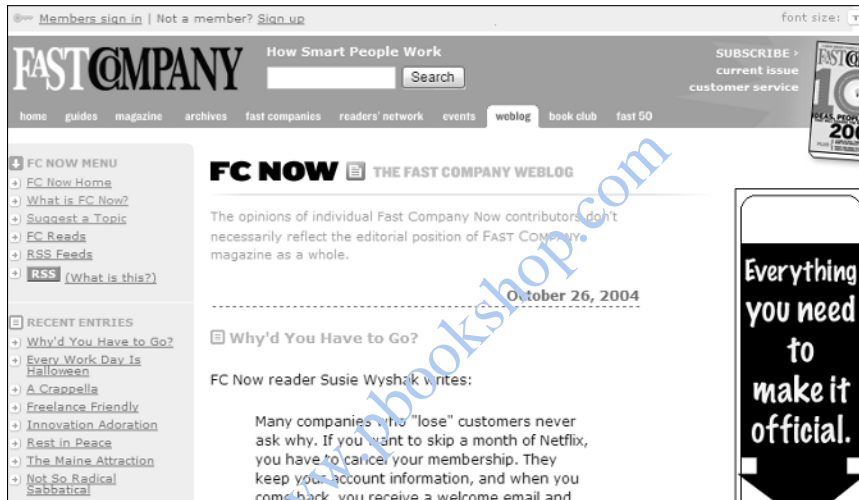 Members sign in | Not a member? Sign up
font size:
FAST COMPANY
How Smart People Work
Search
SUBSCRIBE ›
current issue
customer service
home guides magazine archives fast companies readers' network events weblog book club fast 50
FC NOW MENU
FC Now Home
What is FC Now?
Suggest a Topic
FC Reads
RSS Feeds
RSS (What is this?)
RECENT ENTRIES
Why'd You Have to Go?
Every Work Day Is
Halloween
A Crappella
Freelance Friendly
Innovation Adoration
Rest in Peace
The Maine Attraction
Not So Radical
Sabbatical
FC NOW THE FAST COMPANY WEBLOG
The opinions of individual Fast Company Now contributors don't
necessarily reflect the editorial position of FAST COMPANY
magazine as a whole.
October 26, 2004
Why'd You Have to Go?
FC Now reader Susie Wyshak writes:
Many companies who "lose" customers never
ask why. If you want to skip a month of Netflix,
you have to cancel your membership. They
keep your account information, and when you
come back, you receive a welcome email and
Everything
you need
to
make it
official.
www.pbookshop.com